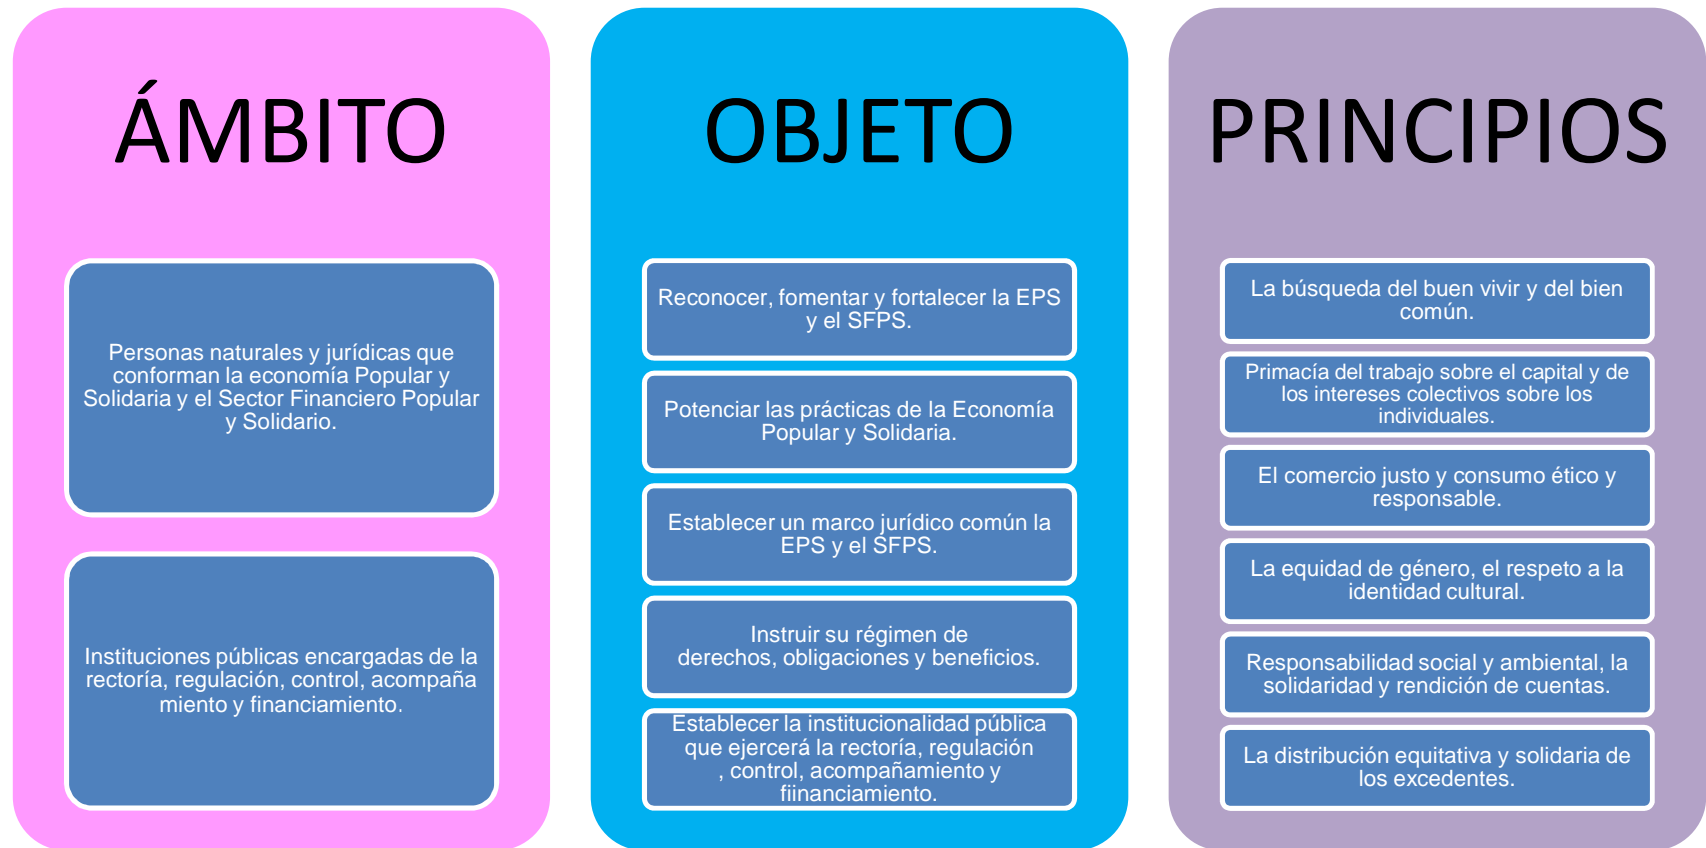 ÁMBITO
Personas naturales y jurídicas que
conforman la economía Popular y
Solidaria y el Sector Financiero Popular
y Solidario.
Instituciones públicas encargadas de la
rectoría, regulación, control, acompaña
miento y financiamiento.
OBJETO
Reconocer, fomentar y fortalecer la EPS
y el SFPS.
Potenciar las prácticas de la Economía
Popular y Solidaria.
Establecer un marco jurídico común la
EPS y el SFPS.
Instruir su régimen de
derechos, obligaciones y beneficios.
Establecer la institucionalidad pública
que ejercerá la rectoría, regulación
, control, acompañamiento y
fiinanciamiento.
PRINCIPIOS
La búsqueda del buen vivir y del bien
común.
Primacía del trabajo sobre el capital y de
los intereses colectivos sobre los
individuales.
El comercio justo y consumo ético y
responsable.
La equidad de género, el respeto a la
identidad cultural.
Responsabilidad social y ambiental, la
solidaridad y rendición de cuentas.
La distribución equitativa y solidaria de
los excedentes.